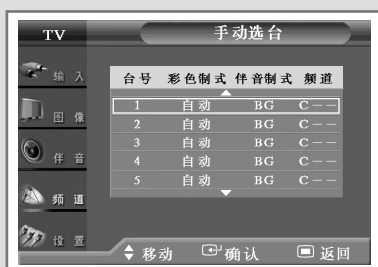 TV
手动选台
输 入
图 像
伴 音
频 道
设 置
台号 彩色制式 伴音制式 频道
1 自动 BG C－－
2 自动 BG C－－
3 自动 BG C－－
4 自动 BG C－－
5 自动 BG C－－
移动 确认 返回